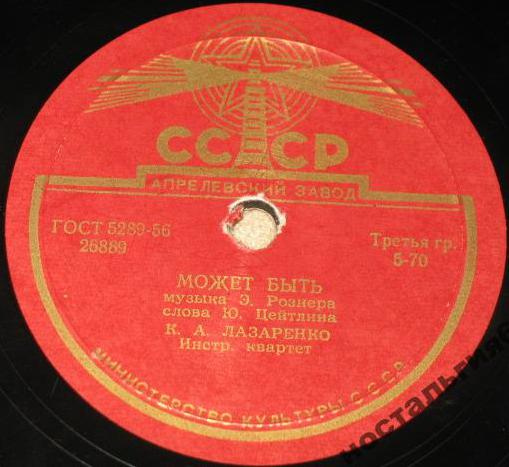 СССР
АПРЕЛЕВСКИЙ ЗАВОД
ГОСТ 5289-56
26889
Третья гр.
5-70
МОЖЕТ БЫТЬ
музыка Э. Рознера
слова Ю. Цейтлина
К. А. ЛАЗАРЕНКО
Инстр. квартет
МИНИСТЕРСТВО КУЛЬТУРЫ СССР